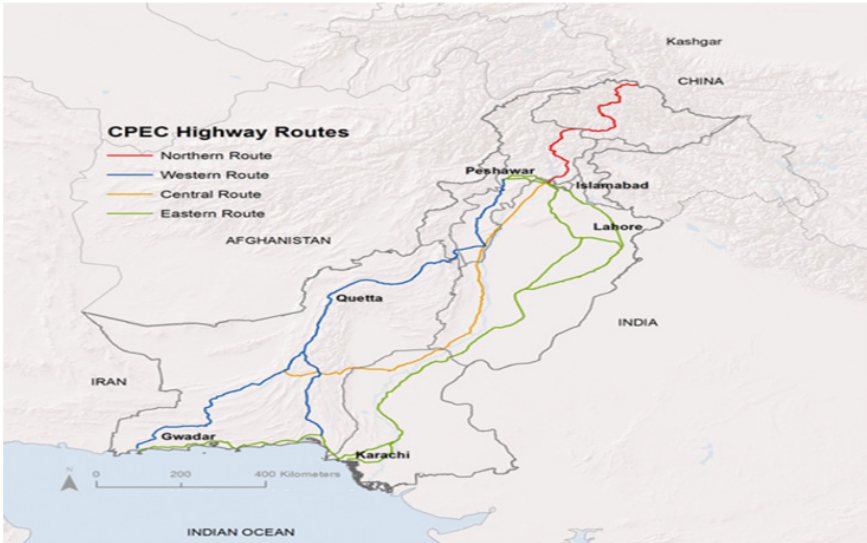 Kashgar
CHINA
CPEC Highway Routes
Northern Route
Western Route
Central Route
Eastern Route
Peshawar
Islamabad
Lahore
AFGHANISTAN
Quetta
INDIA
IRAN
Gwadar
Karachi
N
0 200 400 Kilometers
INDIAN OCEAN